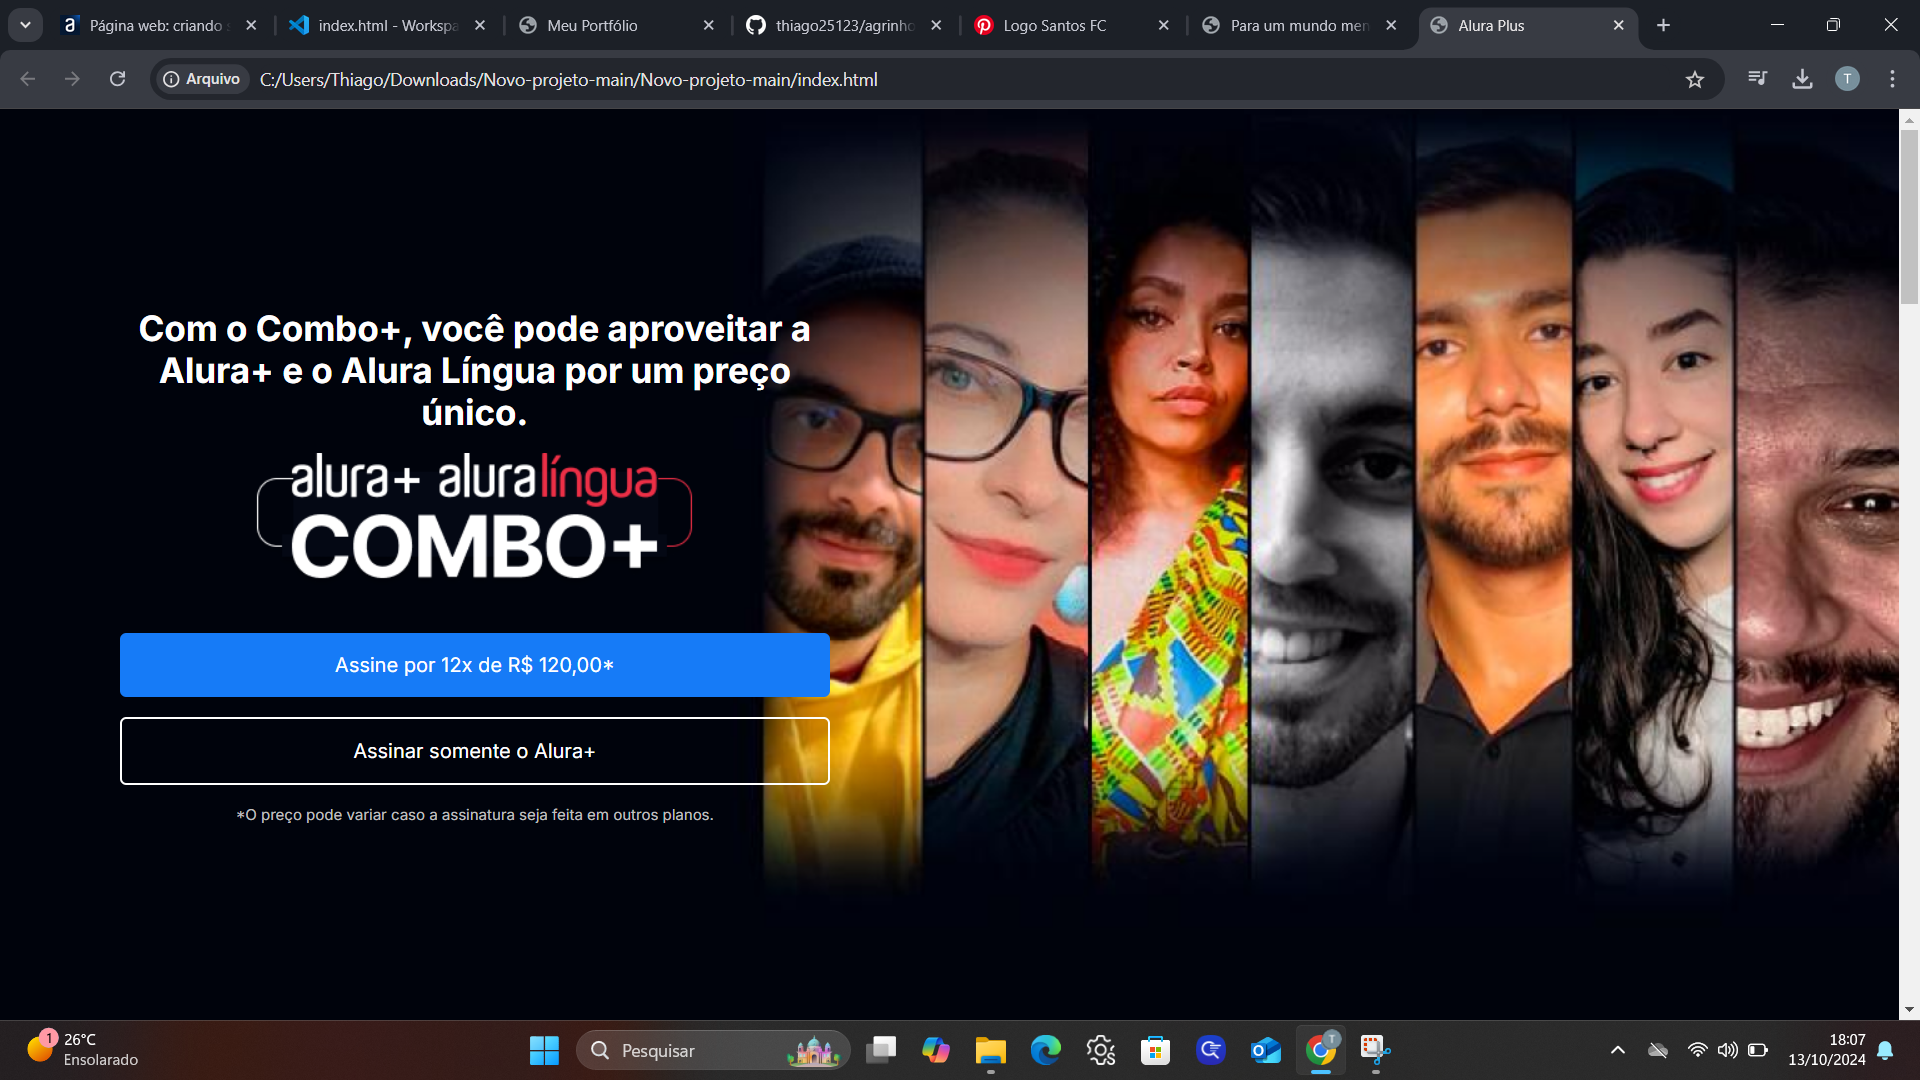 Página web: criando
index.html - Workspa
Meu Portfólio
thiago25123/agrinho
Logo Santos FC
Para um mundo men
Alura Plus
Arquivo
C:/Users/Thiago/Downloads/Novo-projeto-main/Novo-projeto-main/index.html
T
Com o Combo+, você pode aproveitar a
Alura+ e o Alura Língua por um preço
único.
alura+ aluralíngua
COMBO+
Assine por 12x de R$ 120,00*
Assinar somente o Alura+
*O preço pode variar caso a assinatura seja feita em outros planos.
1
26°C
Ensolarado
Pesquisar
T
18:07
13/10/2024